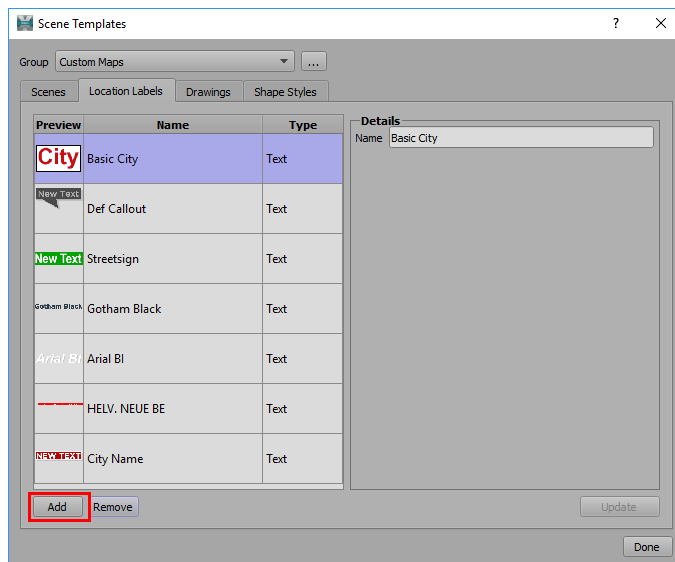 Scene Templates
?
Group Custom Maps ...
Scenes Location Labels Drawings Shape Styles
Preview Name Type
City Basic City Text
New Text Def Callout Text
New Text Streetsign Text
Gotham Black Gotham Black Text
Arial Bt Arial Bl Text
HELV. NEUE BE Text
NEW TEXT City Name Text
Details
Name Basic City
Add Remove Update
Done